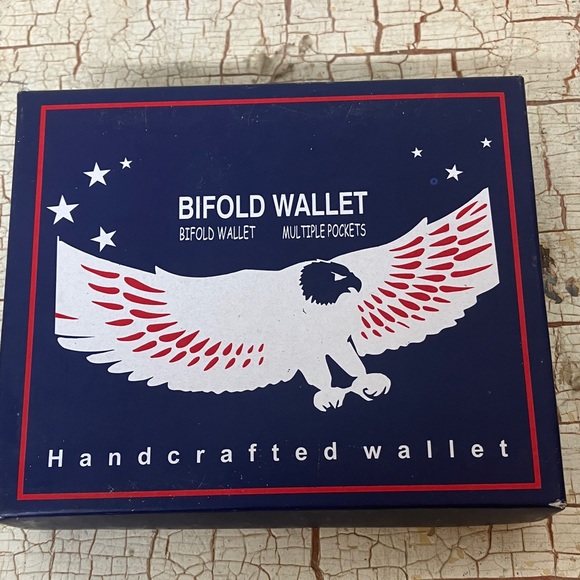 BIFOLD WALLET
BIFOLD WALLET MULTIPLE POCKETS
Handcrafted wallet